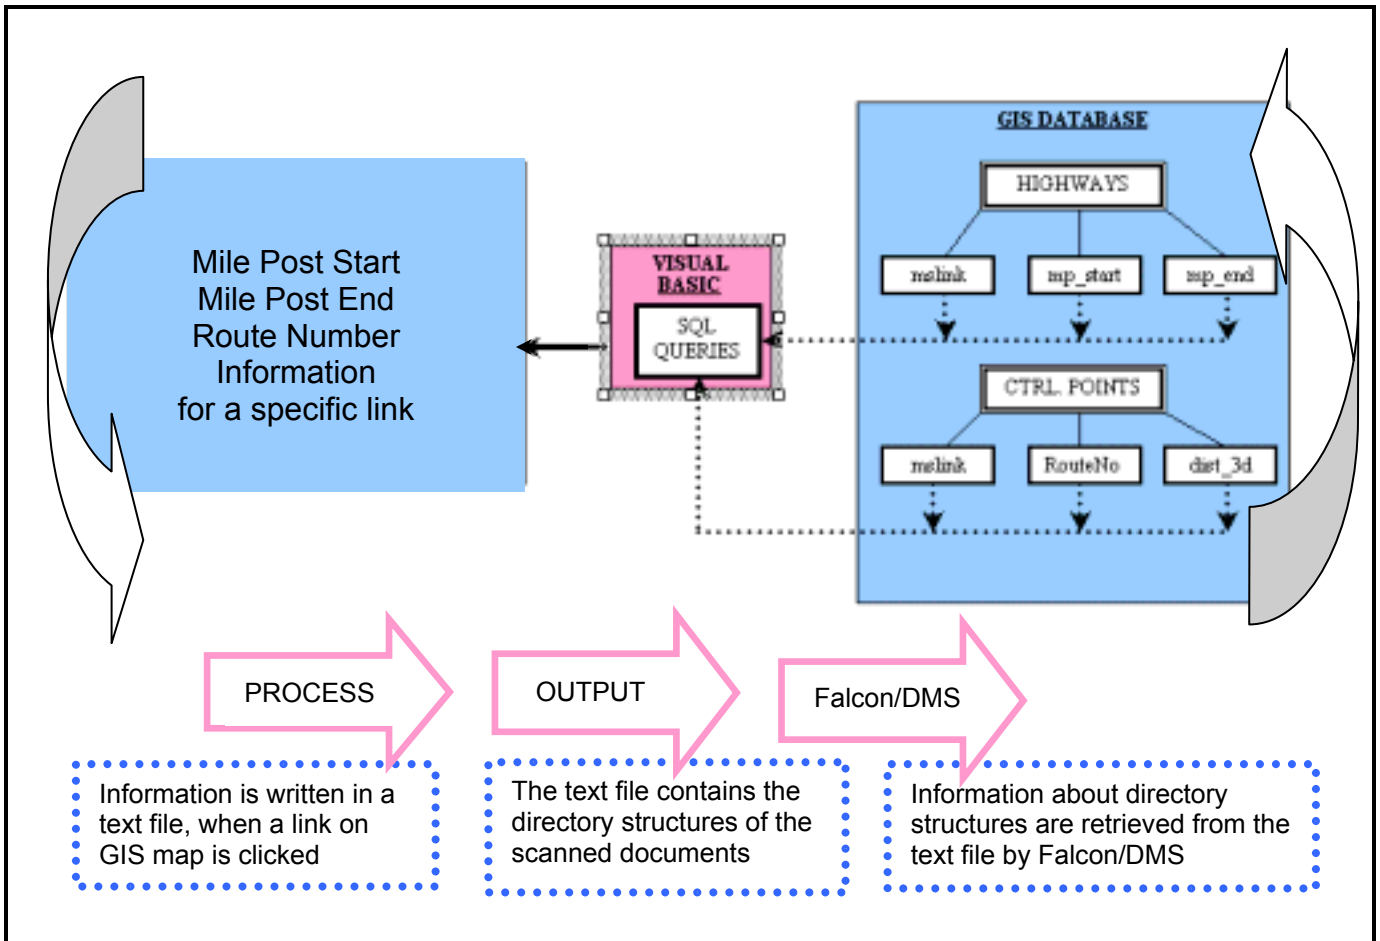 GIS DATABASE
HIGHWAYS
mslink
mp_start
mp_end
Mile Post Start
Mile Post End
Route Number
Information
for a specific link
VISUAL
BASIC
SQL
QUERIES
CTRL. POINTS
mslink
RouteNo
dist_3d
PROCESS
OUTPUT
Falcon/DMS
Information is written in a
text file, when a link on
GIS map is clicked
The text file contains the
directory structures of the
scanned documents
Information about directory
structures are retrieved from the
text file by Falcon/DMS